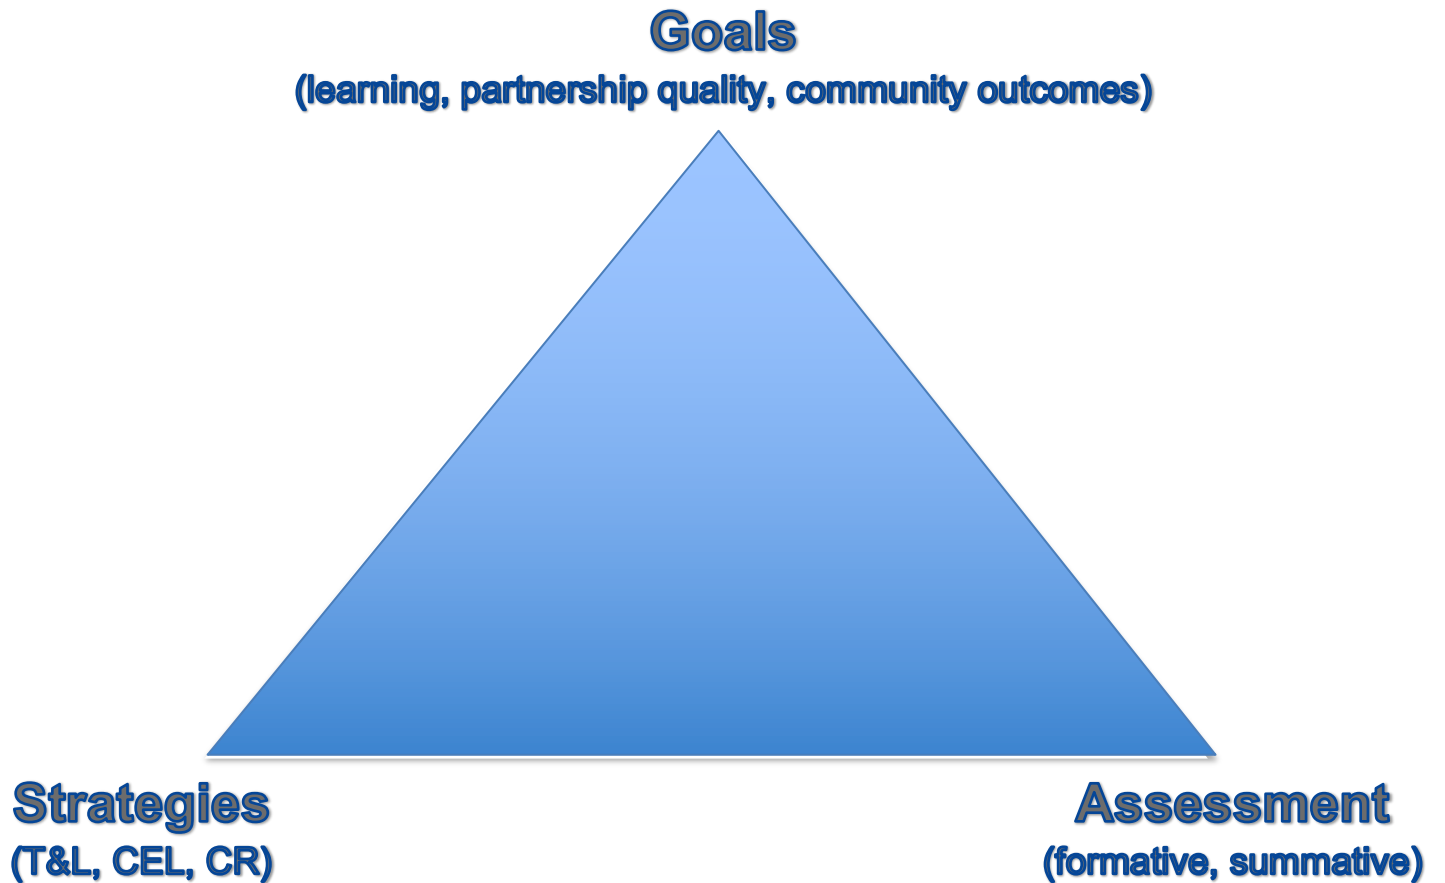 Goals
(learning, partnership quality, community outcomes)
Strategies
(T&L, CEL, CR)
Assessment
(formative, summative)